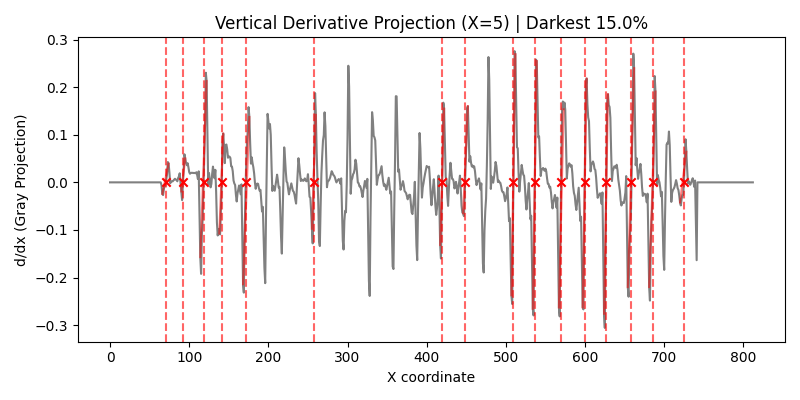 Vertical Derivative Projection (X=5) | Darkest 15.0%
0.3
0.2
0.1
0.0
−0.1
−0.2
−0.3
d/dx (Gray Projection)
0 100 200 300 400 500 600 700 800
X coordinate